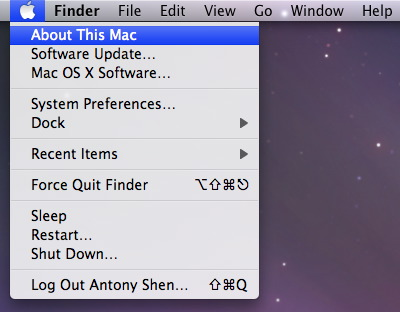 Finder File Edit View Go Window Help
About This Mac
Software Update...
Mac OS X Software...
System Preferences...
Dock
Recent Items
Force Quit Finder ⌥⇧⌘⎋
Sleep
Restart...
Shut Down...
Log Out Antony Shen... ⇧⌘Q